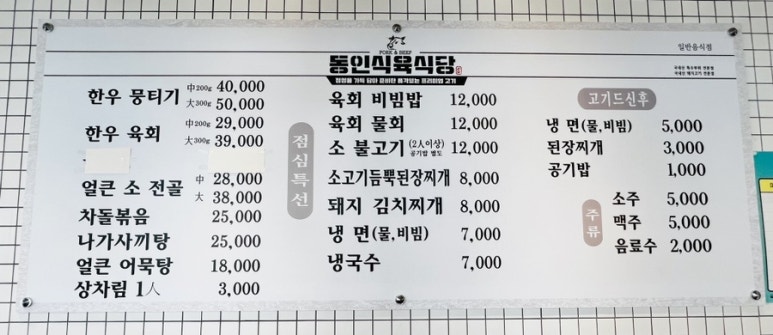 PORK & BEEF
동인식육식당
일반음식점
한우 뭉티기 中200g 40,000
大300g 50,000
한우 육회 中200g 29,000
大300g 39,000
얼큰 소 전골 中 28,000
大 38,000
차돌볶음 25,000
나가사끼탕 25,000
얼큰 어묵탕 18,000
상차림 1人 3,000
점심특선
육회 비빔밥 12,000
육회 물회 12,000
소 불고기 (2人이상) 공기밥 별도 12,000
소고기듬뿍된장찌개 8,000
돼지 김치찌개 8,000
냉 면(물,비빔) 7,000
냉국수 7,000
고기드신후
냉 면(물,비빔) 5,000
된장찌개 3,000
공기밥 1,000
주류
소주 5,000
맥주 5,000
음료수 2,000